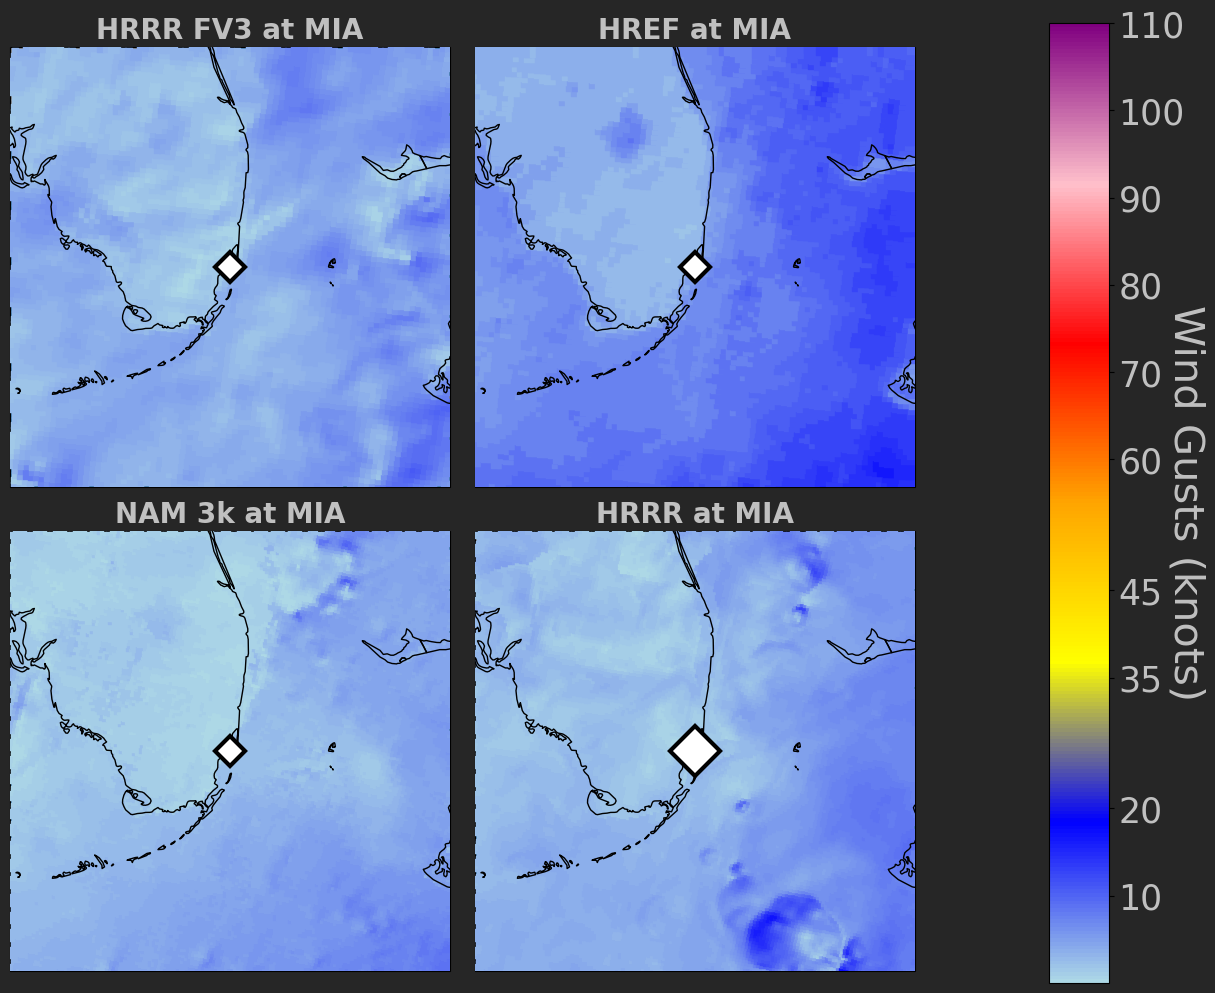 HRRR FV3 at MIA
HREF at MIA
NAM 3k at MIA
HRRR at MIA
110
100
90
80
70
60
45
35
20
10
Wind Gusts (knots)